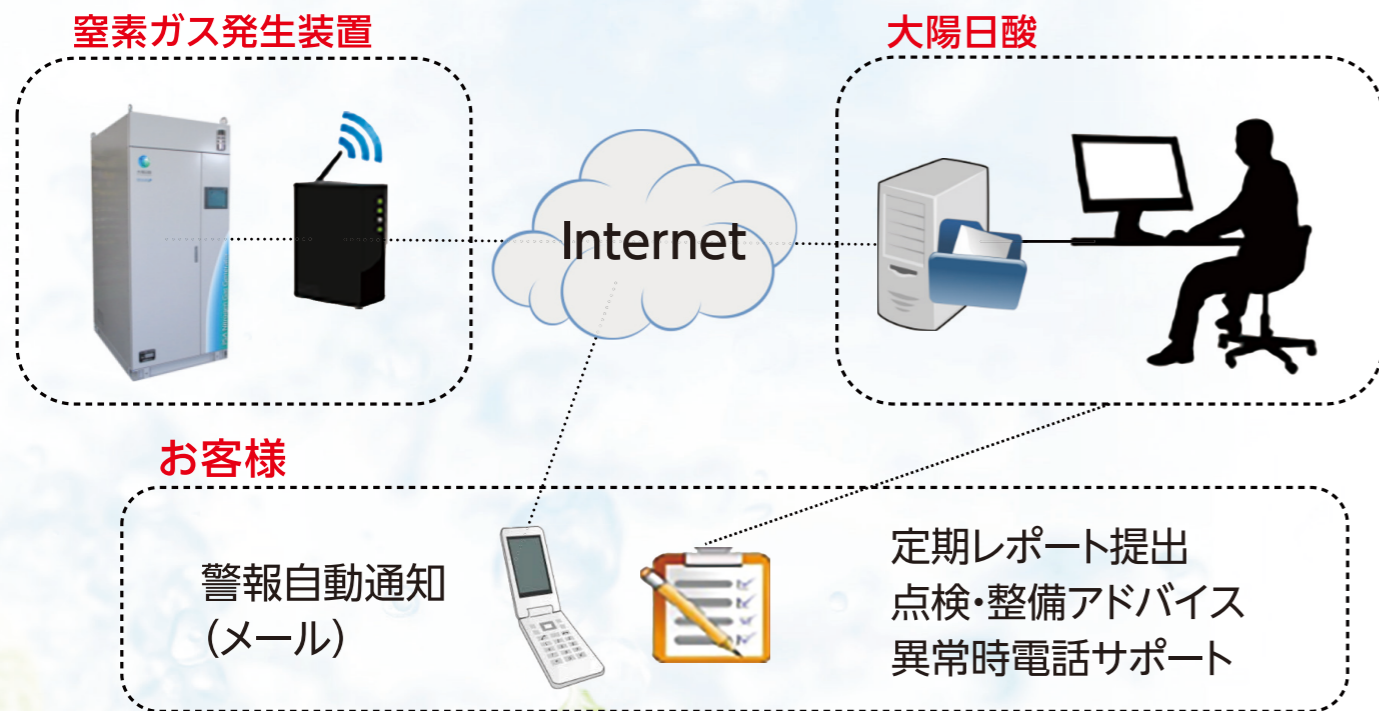 窒素ガス発生装置
大陽日酸
Internet
お客様
警報自動通知
(メール)
定期レポート提出
点検・整備アドバイス
異常時電話サポート